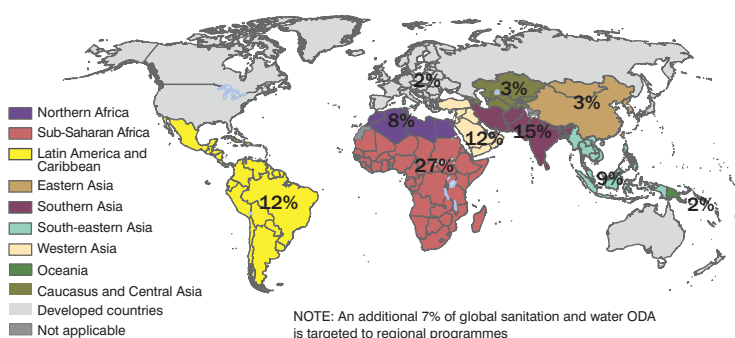 2%
3%
3%
8%
12%
15%
27%
9%
12%
2%
Northern Africa
Sub-Saharan Africa
Latin America and
Caribbean
Eastern Asia
Southern Asia
South-eastern Asia
Western Asia
Oceania
Caucasus and Central Asia
Developed countries
Not applicable
NOTE: An additional 7% of global sanitation and water ODA
is targeted to regional programmes